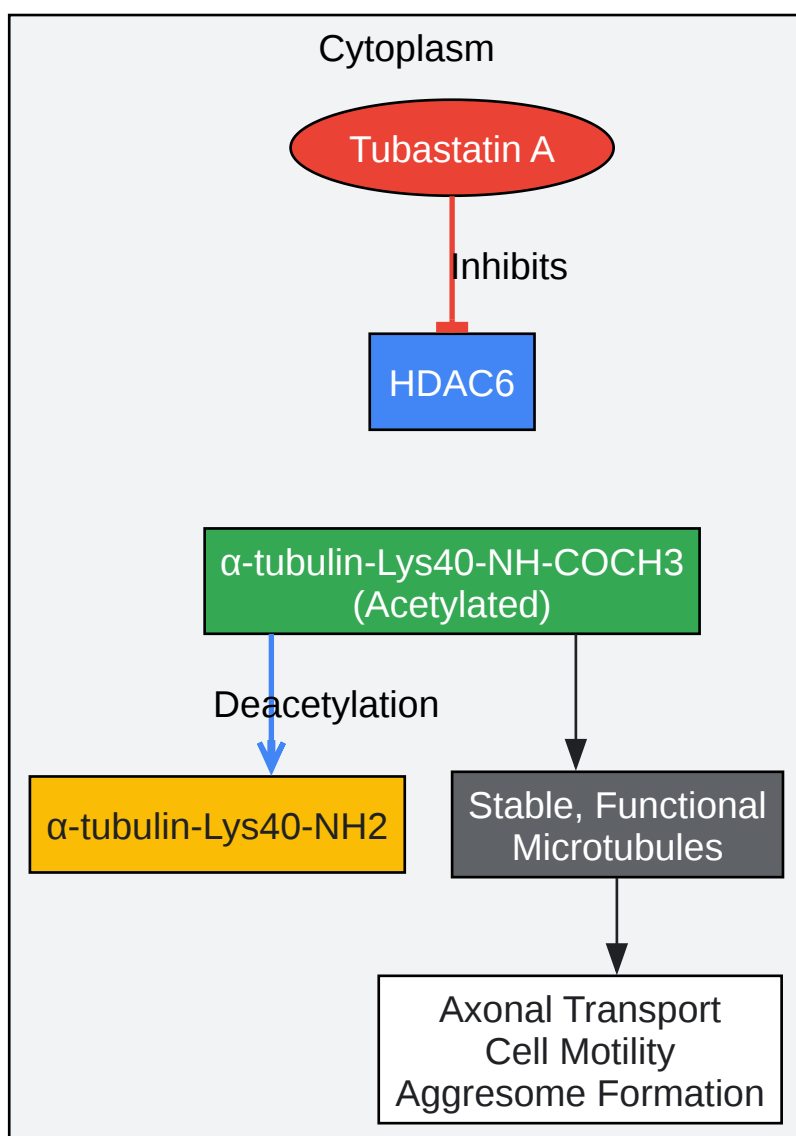 Cytoplasm
Tubastatin A
Inhibits
HDAC6
α-tubulin-Lys40-NH-COCH3
(Acetylated)
Deacetylation
α-tubulin-Lys40-NH2
Stable, Functional
Microtubules
Axonal Transport
Cell Motility
Aggresome Formation